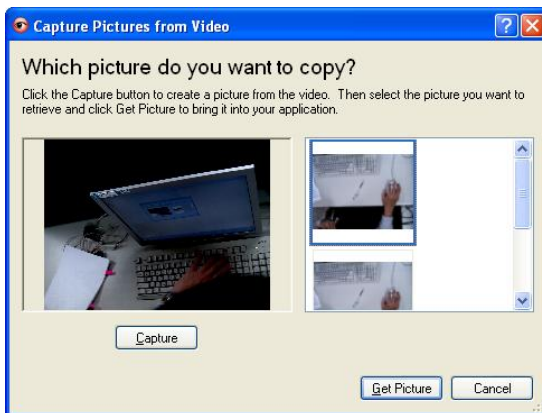 Capture Pictures from Video
Which picture do you want to copy?
Click the Capture button to create a picture from the video. Then select the picture you want to
retrieve and click Get Picture to bring it into your application.
Capture
Get Picture
Cancel